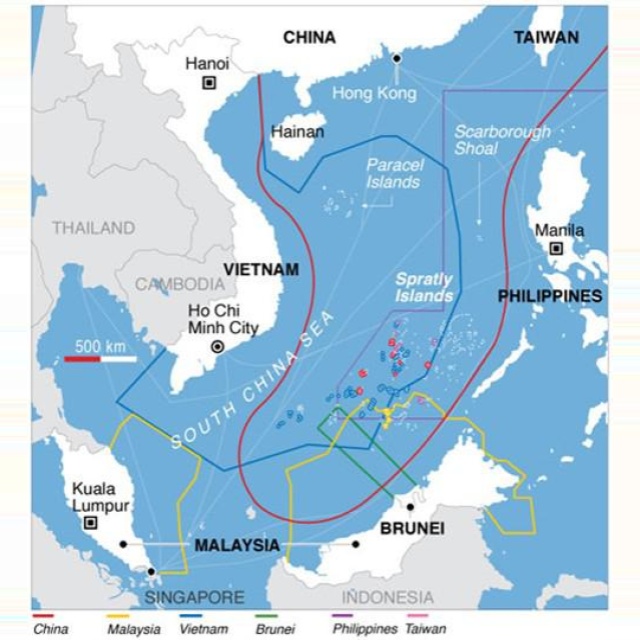 CHINA
TAIWAN
Hanoi
Hong Kong
Hainan
Scarborough
Shoal
Paracel
Islands
THAILAND
Manila
CAMBODIA
VIETNAM
Spratly
Islands
PHILIPPINES
Ho Chi
Minh City
500 km
SOUTH CHINA SEA
Kuala
Lumpur
BRUNEI
MALAYSIA
SINGAPORE
INDONESIA
China
Malaysia
Vietnam
Brunei
Philippines
Taiwan